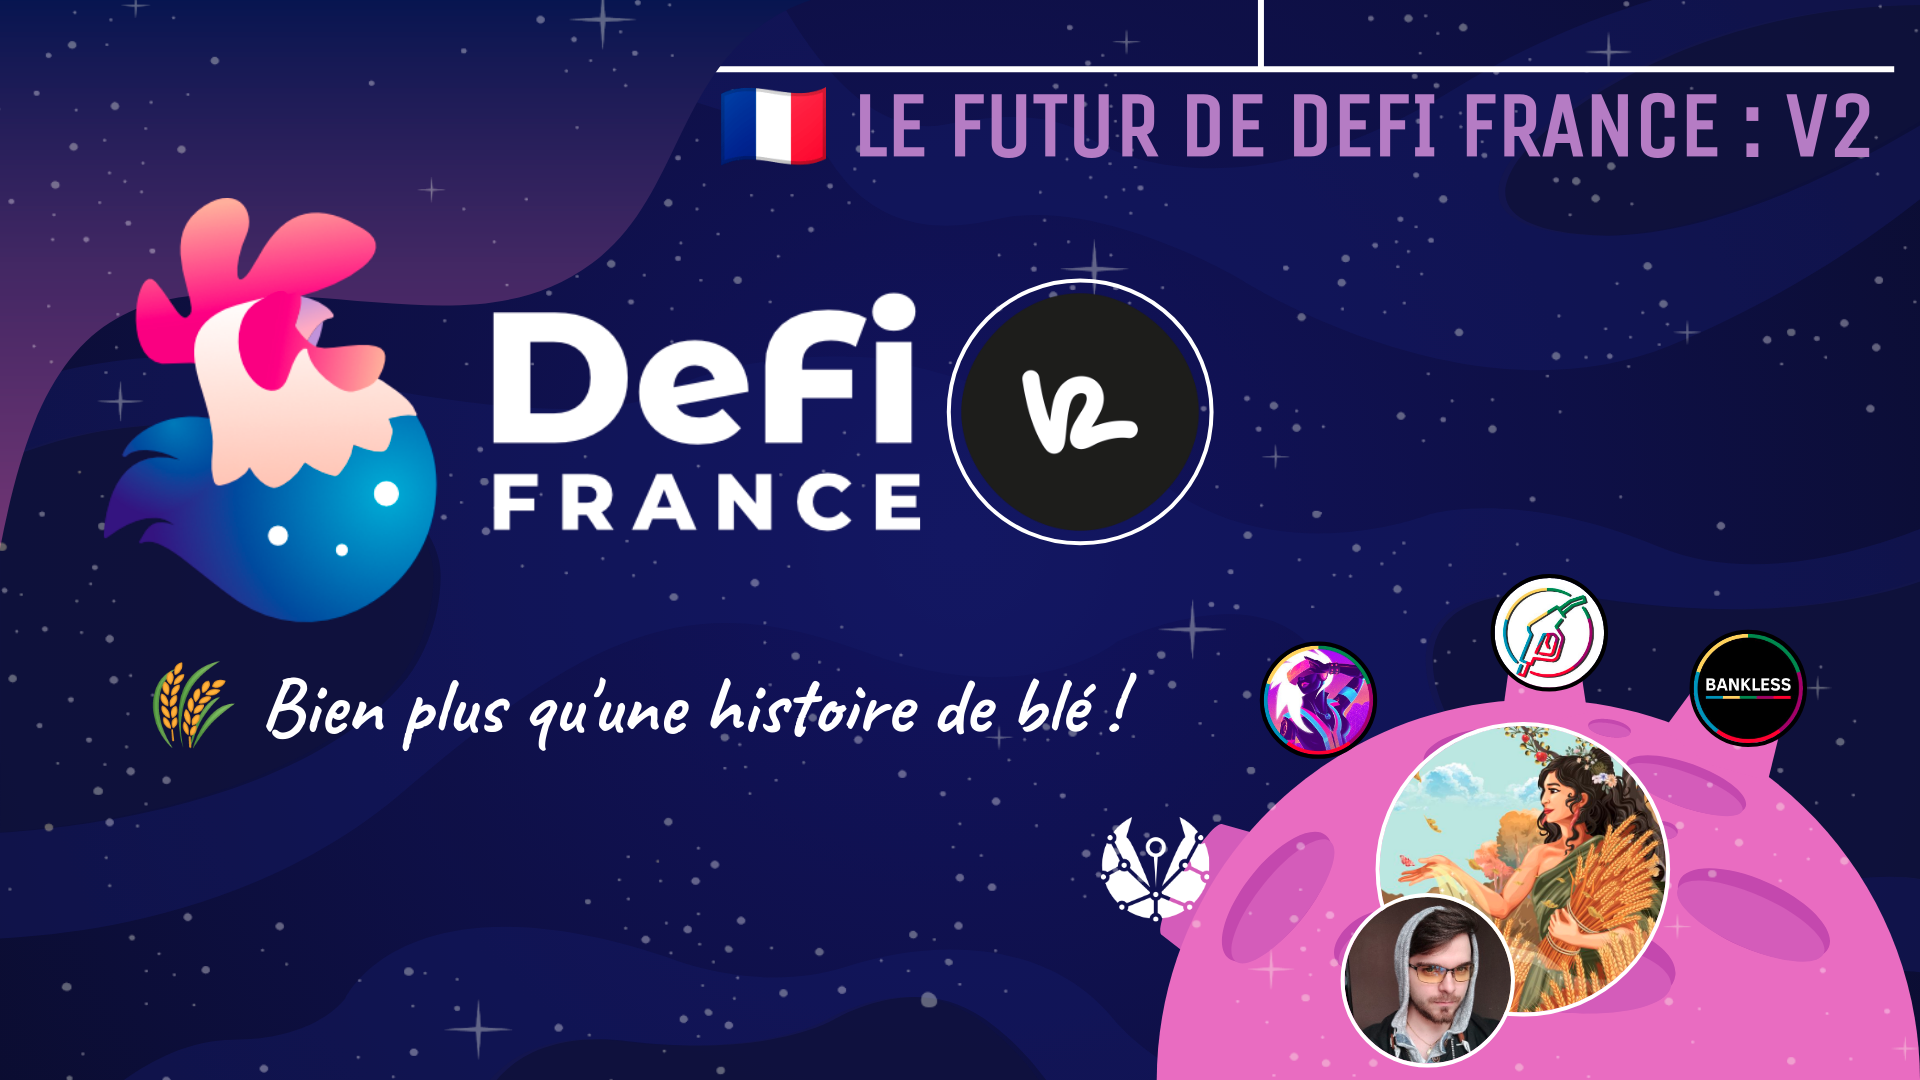 🇫🇷 LE FUTUR DE DEFI FRANCE : V2
DeFi
FRANCE
V2
BANKLESS
🌾 Bien plus qu'une histoire de blé !